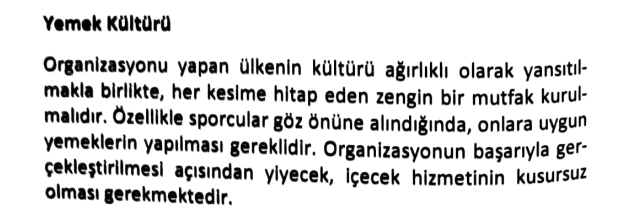 Yemek Kültürü
Organizasyonu yapan ülkenin kültürü ağırlıklı olarak yansıtıl-
makla birlikte, her kesime hitap eden zengin bir mutfak kurul-
malıdır. Özellikle sporcular göz önüne alındığında, onlara uygun
yemeklerin yapılması gereklidir. Organizasyonun başarıyla ger-
çekleştirilmesi açısından yiyecek, içecek hizmetinin kusursuz
olması gerekmektedir.